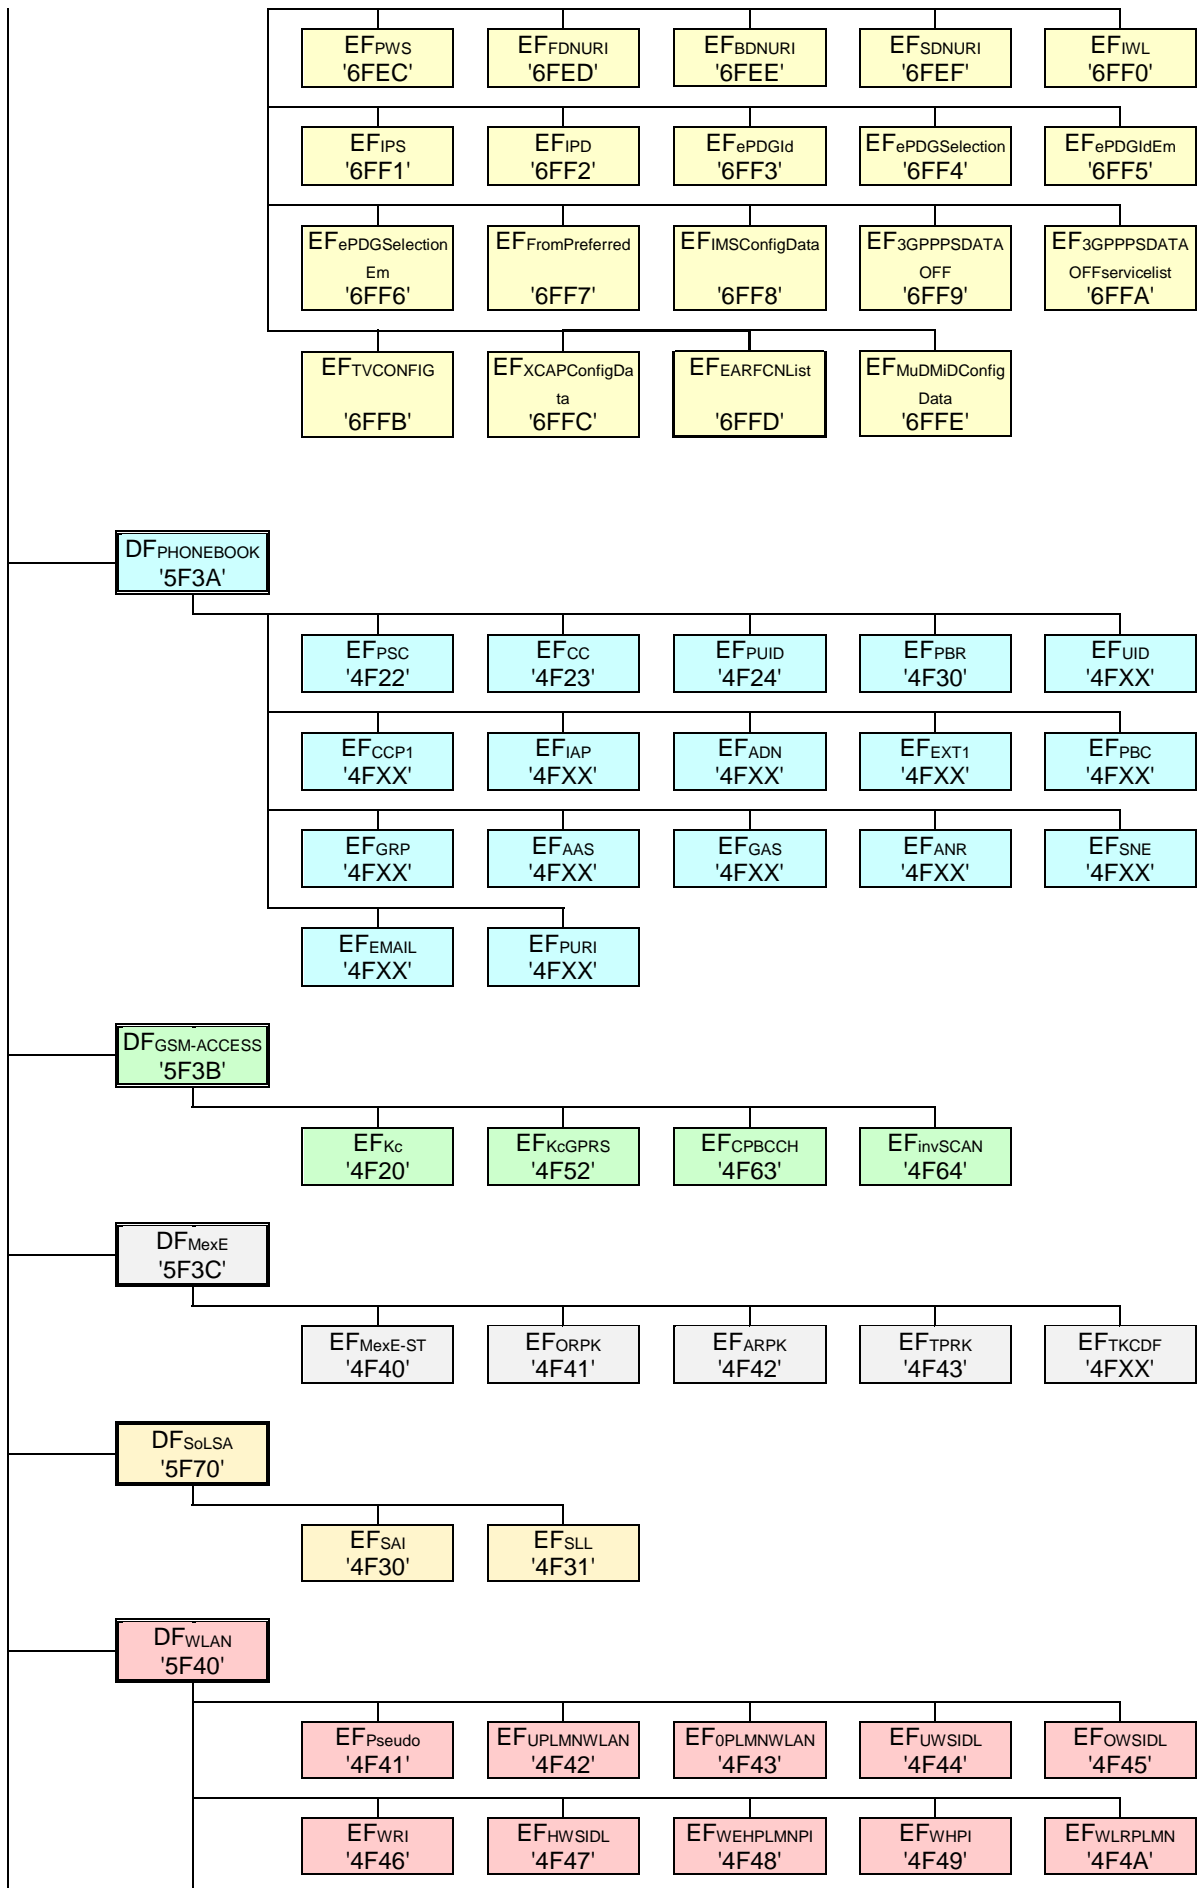 EFPWS EFFDNURI EFBDNURI EFSDNURI EFIWL
'6FEC' '6FED' '6FEE' '6FEF' '6FF0'
EFIPS EFIPD EFePDGId EFePDGSelection EFePDGIdEm
'6FF1' '6FF2' '6FF3' '6FF4' '6FF5'
EFePDGSelection EFFromPreferred EFIMSConfigData EF3GPPPSDATA EF3GPPPSDATA
Em OFF OFFservicelist
'6FF6' '6FF7' '6FF8' '6FF9' '6FFA'
EFTVCONFIG EFXCAPConfigDa EFEARFCNList EFMuDMiDConfig
ta Data
'6FFB' '6FFC' '6FFD' '6FFE'
DFPHONEBOOK
'5F3A'
EFPSC EFCC EFPUID EFPBR EFUID
'4F22' '4F23' '4F24' '4F30' '4FXX'
EFCCP1 EFIAP EFADN EFEXT1 EFPBC
'4FXX' '4FXX' '4FXX' '4FXX' '4FXX'
EFGRP EFAAS EFGAS EFANR EFSNE
'4FXX' '4FXX' '4FXX' '4FXX' '4FXX'
EFEMAIL EFPURI
'4FXX' '4FXX'
DFGSM-ACCESS
'5F3B'
EFKc EFKcGPRS EFCPBCCH EFinvSCAN
'4F20' '4F52' '4F63' '4F64'
DFMexE
'5F3C'
EFMexE-ST EFORPK EFARPK EFTPRK EFTKCDF
'4F40' '4F41' '4F42' '4F43' '4FXX'
DFSoLSA
'5F70'
EFSAI EFSLL
'4F30' '4F31'
DFWLAN
'5F40'
EFPseudo EFUPLMNWLAN EF0PLMNWLAN EFUWSIDL EFOWSIDL
'4F41' '4F42' '4F43' '4F44' '4F45'
EFWRI EFHWSIDL EFWEHPLMNPI EFWHPI EFWLRPLMN
'4F46' '4F47' '4F48' '4F49' '4F4A'